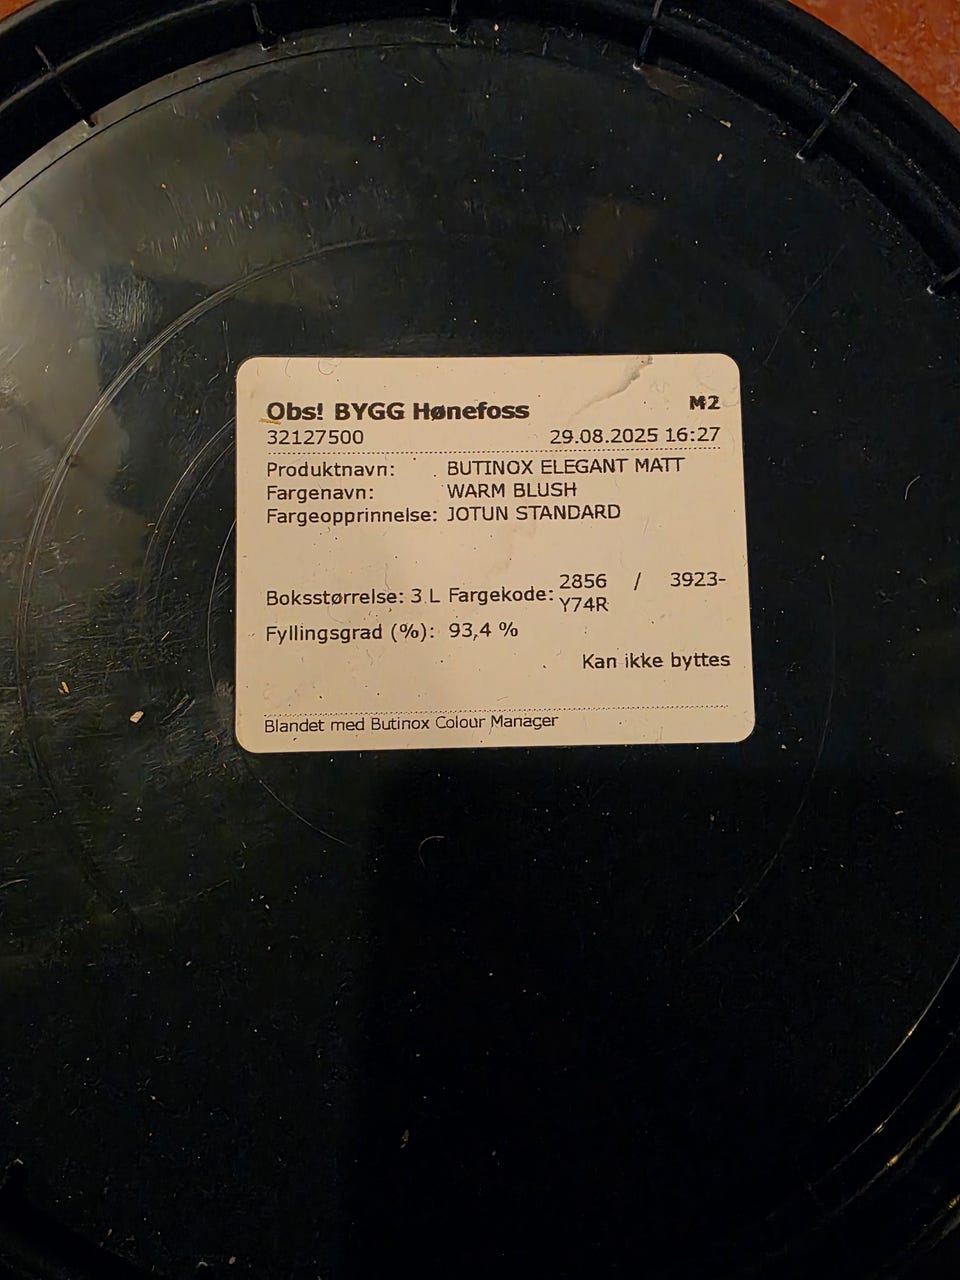 Obs! BYGG Hønefoss M2
32127500 29.08.2025 16:27
Produktnavn: BUTINOX ELEGANT MATT
Fargenavn: WARM BLUSH
Fargeopprinnelse: JOTUN STANDARD
Boksstørrelse: 3 L Fargekode: 2856 / 3923-
Y74R
Fyllingsgrad (%): 93,4 %
Kan ikke byttes
Blandet med Butinox Colour Manager